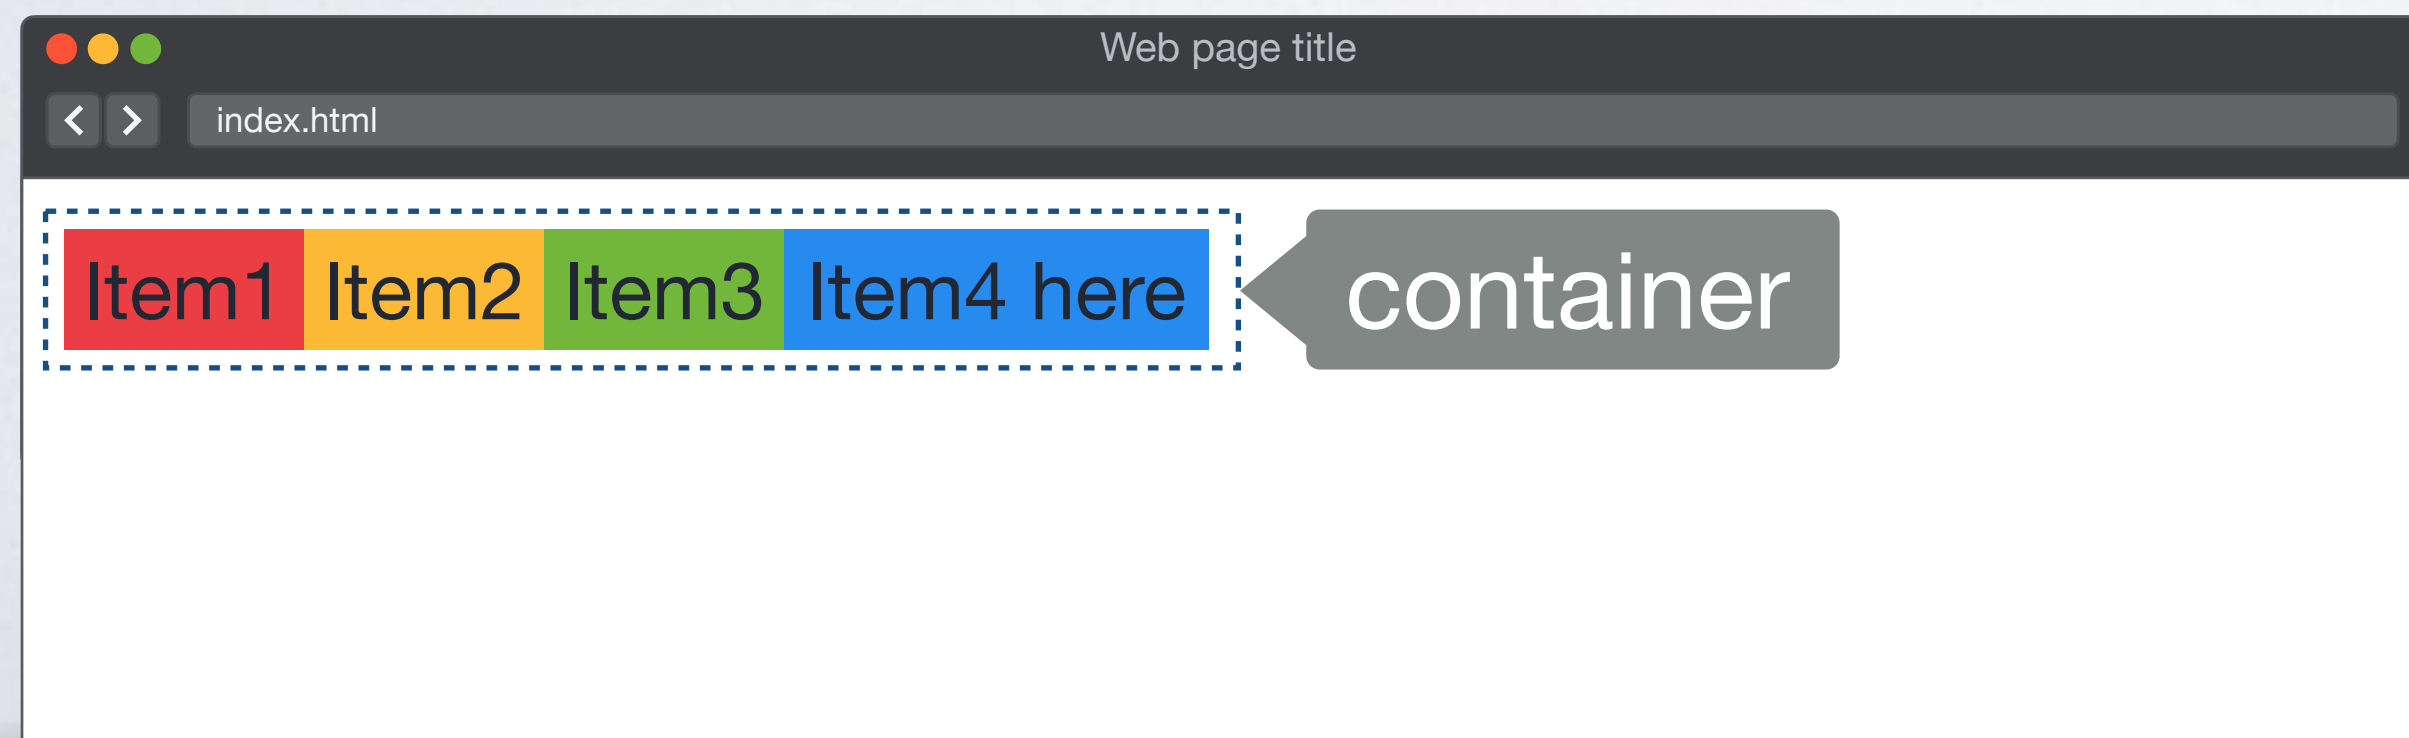 Web page title
index.html
Item1 Item2 Item3 Item4 here
container